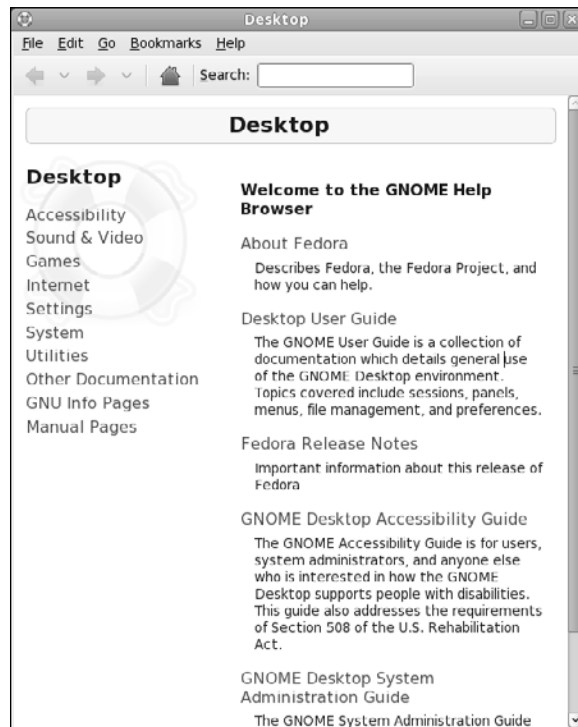 Desktop
File Edit Go Bookmarks Help
Search:
Desktop
Desktop
Accessibility
Sound & Video
Games
Internet
Settings
System
Utilities
Other Documentation
GNU Info Pages
Manual Pages
Welcome to the GNOME Help
Browser
About Fedora
Describes Fedora, the Fedora Project, and
how you can help.
Desktop User Guide
The GNOME User Guide is a collection of
documentation which details general use
of the GNOME Desktop environment.
Topics covered include sessions, panels,
menus, file management, and preferences.
Fedora Release Notes
Important information about this release of
Fedora
GNOME Desktop Accessibility Guide
The GNOME Accessibility Guide is for users,
system administrators, and anyone else
who is interested in how the GNOME
Desktop supports people with disabilities.
This guide also addresses the requirements
of Section 508 of the U.S. Rehabilitation
Act.
GNOME Desktop System
Administration Guide
The GNOME System Administration Guide